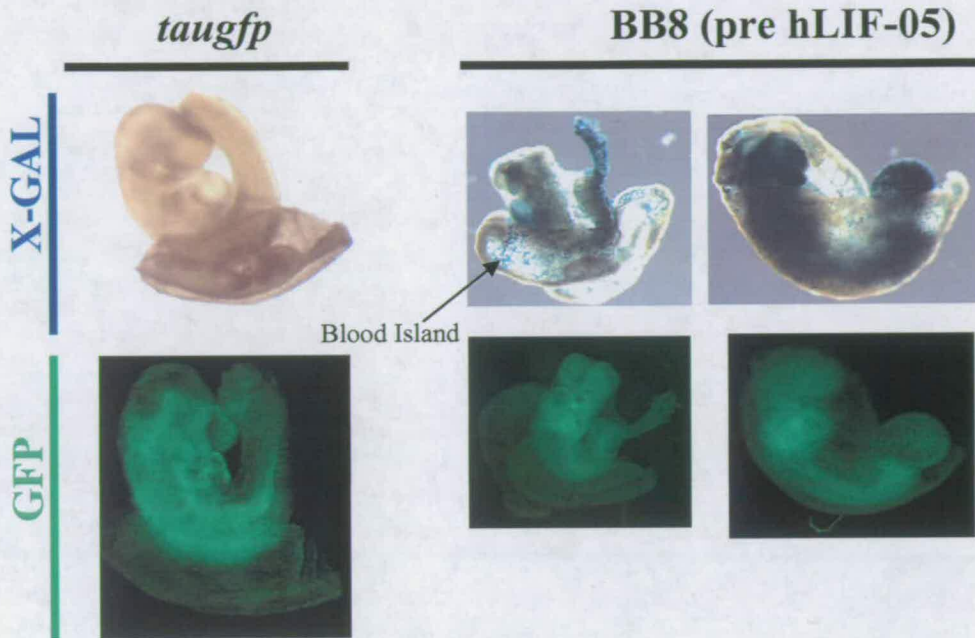 taugfp
BB8 (pre hLIF-05)
X-GAL
Blood Island
GFP